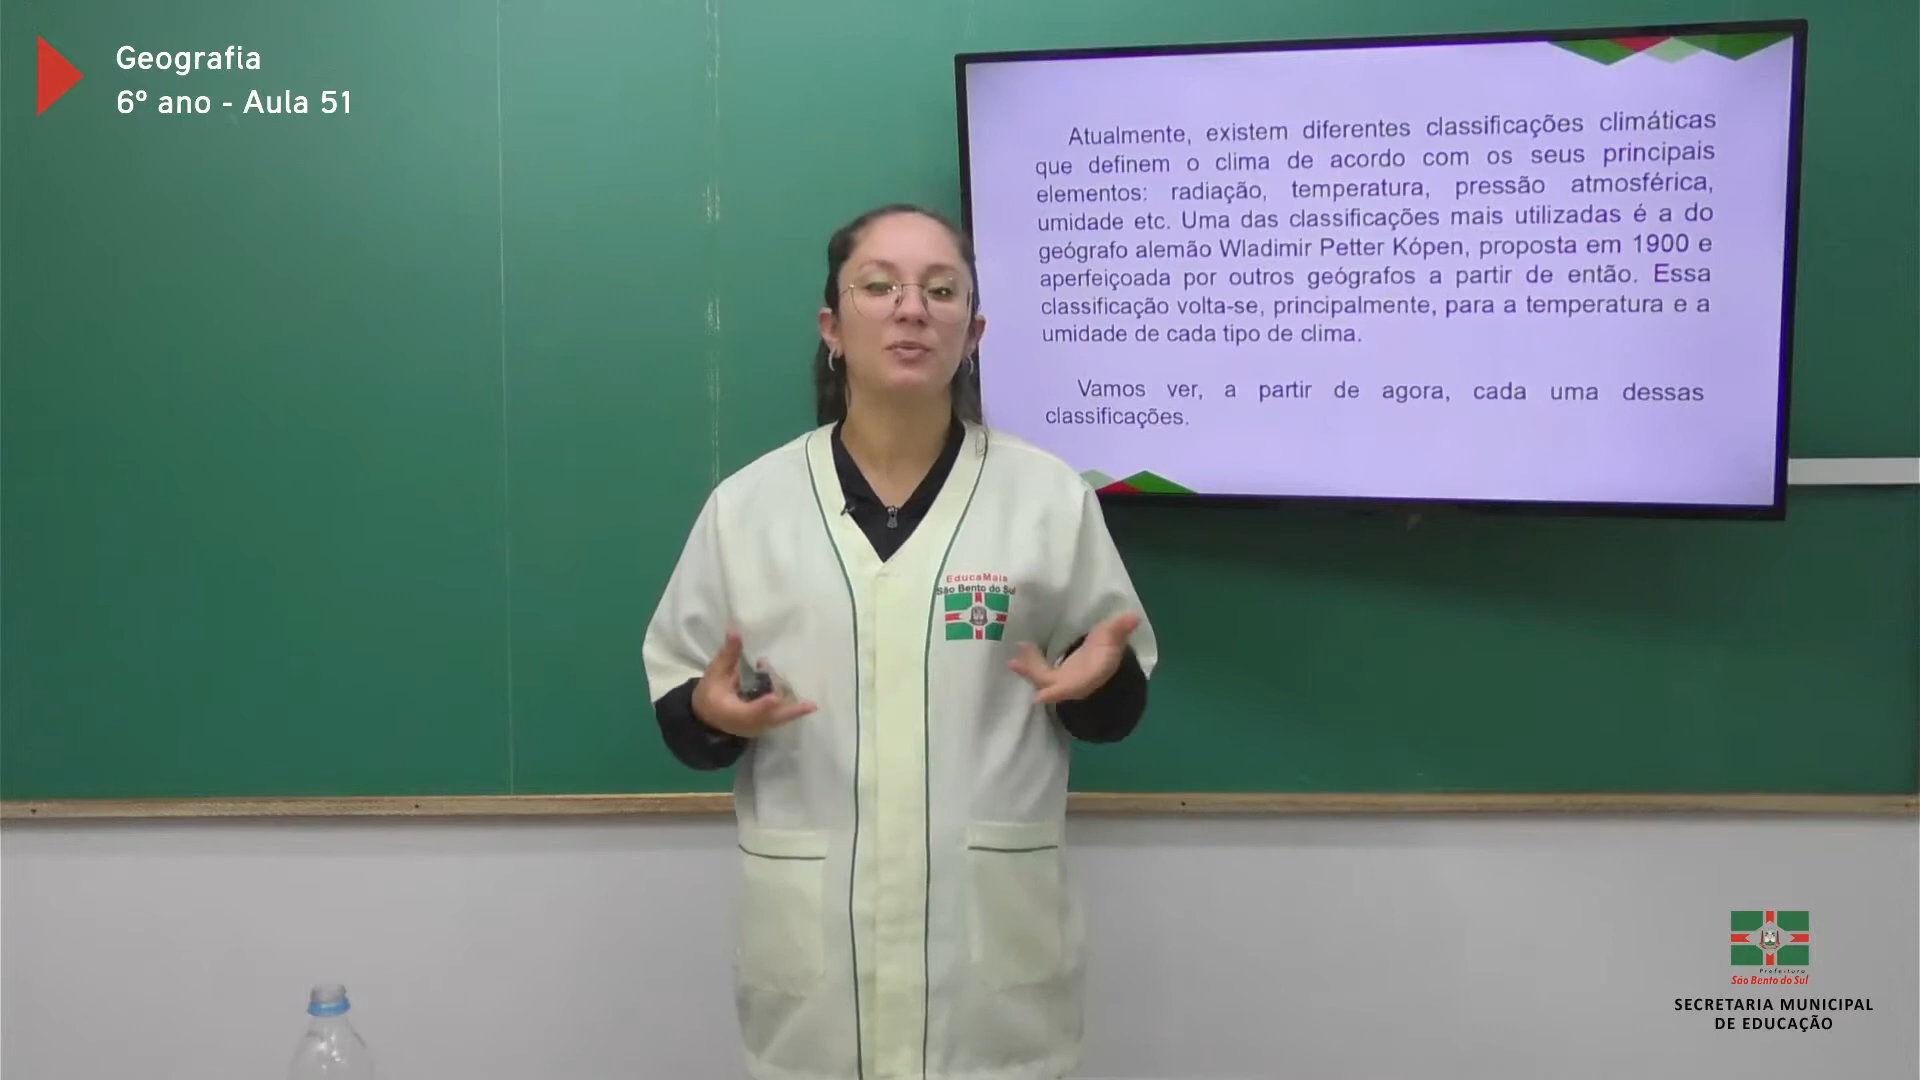 Geografia
6º ano - Aula 51
Atualmente, existem diferentes classificações climáticas
que definem o clima de acordo com os seus principais
elementos: radiação, temperatura, pressão atmosférica,
umidade etc. Uma das classificações mais utilizadas é a do
geógrafo alemão Wladimir Petter Kópen, proposta em 1900 e
aperfeiçoada por outros geógrafos a partir de então. Essa
classificação volta-se, principalmente, para a temperatura e a
umidade de cada tipo de clima.
Vamos ver, a partir de agora, cada uma dessas
classificações.
EducaMais
São Bento do Sul
Prefeitura
São Bento do Sul
SECRETARIA MUNICIPAL
DE EDUCAÇÃO